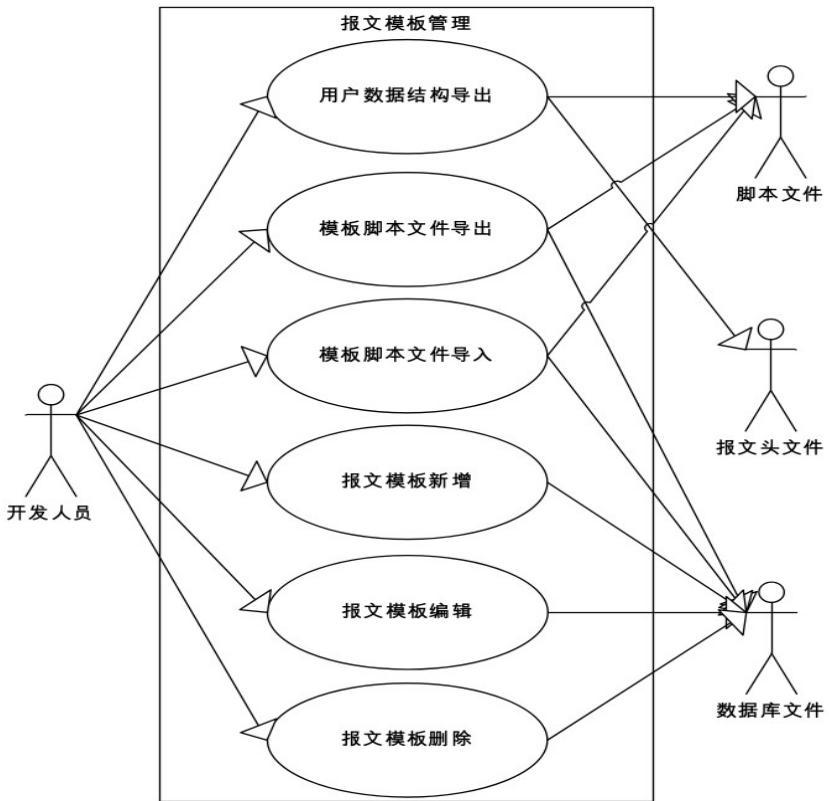 报文模板管理
用户数据结构导出
脚本文件
模板脚本文件导出
模板脚本文件导入
报文头文件
开发人员
报文模板新增
报文模板编辑
数据库文件
报文模板删除